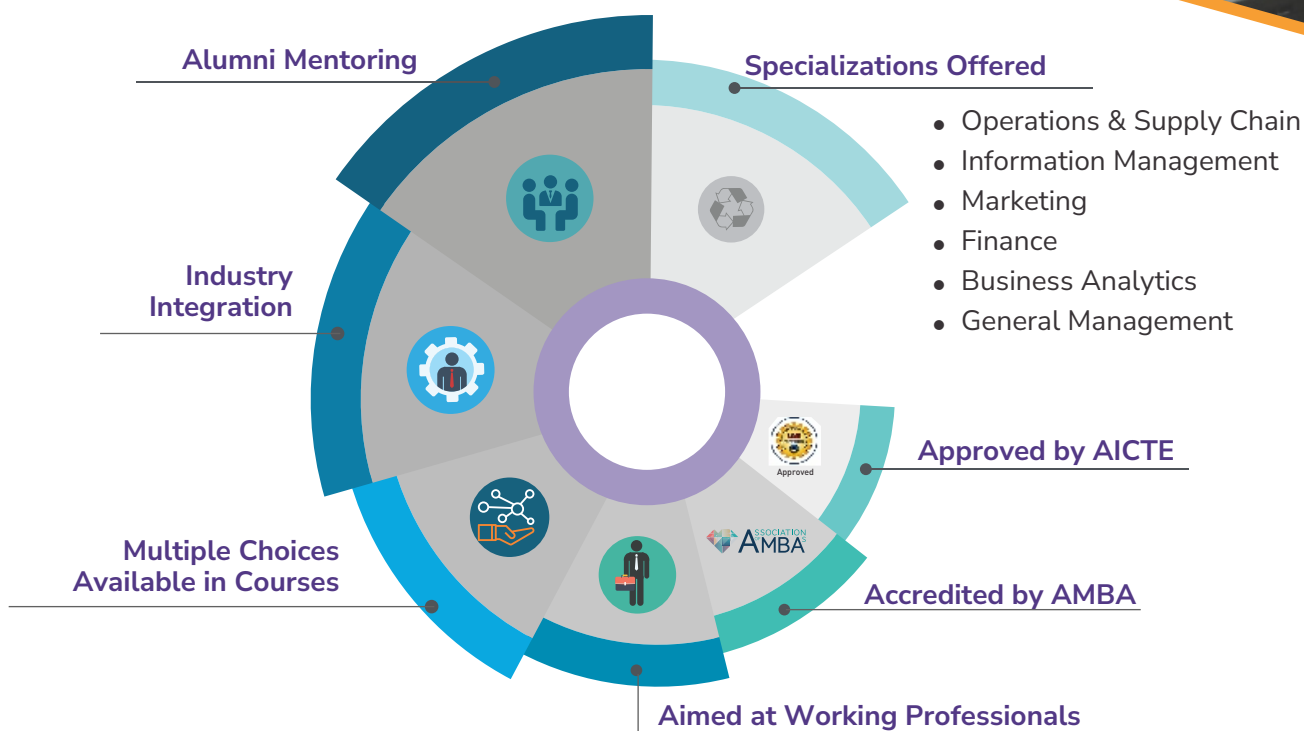 Alumni Mentoring
Specializations Offered
• Operations & Supply Chain
• Information Management
• Marketing
• Finance
• Business Analytics
• General Management
Industry
Integration
Approved
Approved by AICTE
ASSOCIATION
AMBA
Multiple Choices
Available in Courses
Accredited by AMBA
Aimed at Working Professionals